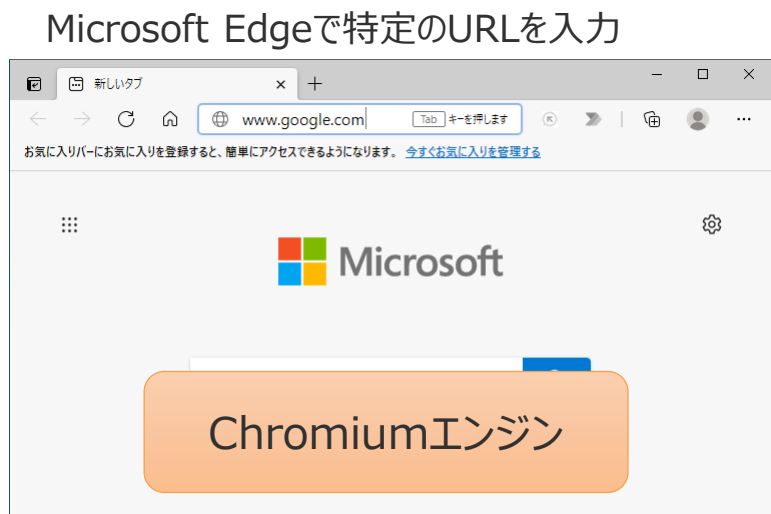 Microsoft Edgeで特定のURLを入力
新しいタブ
www.google.com
Tab キーを押します
お気に入りバーにお気に入りを登録すると、簡単にアクセスできるようになります。 今すぐお気に入りを管理する
Microsoft
Chromiumエンジン